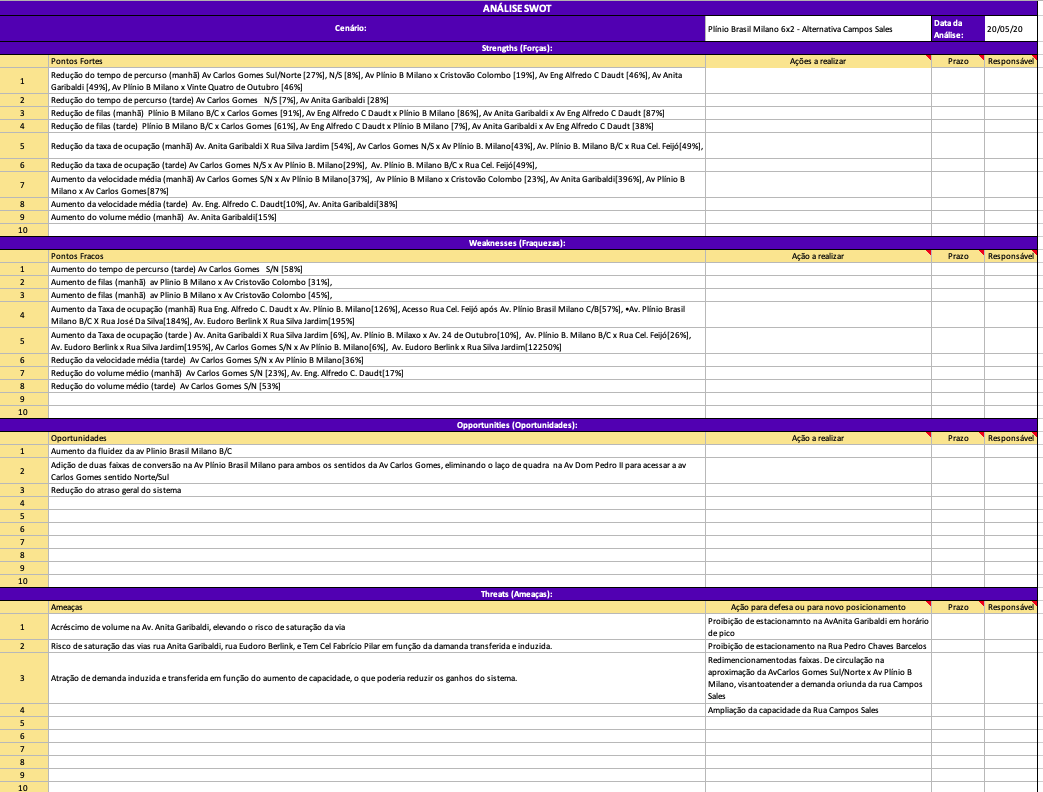 ANÁLISE SWOT
Cenário:
Plínio Brasil Milano 6x2 - Alternativa Campos Sales
Data da
Análise:
20/05/20
Strengths (Forças):
Pontos Fortes
Ações a realizar
Prazo
Responsável
1
Redução do tempo de percurso (manhã) Av Carlos Gomes Sul/Norte [27%], N/S [8%], Av Plínio B Milano x Cristovão Colombo [19%], Av Eng Alfredo C Daudt [46%], Av Anita
Garibaldi [49%], Av Plínio B Milano x Vinte Quatro de Outubro [46%]
2
Redução do tempo de percurso (tarde) Av Carlos Gomes N/S [7%], Av Anita Garibaldi [28%]
3
Redução de filas (manhã) Plínio B Milano B/C x Carlos Gomes [91%], Av Eng Alfredo C Daudt x Plínio B Milano [86%], Av Anita Garibaldi x Av Eng Alfredo C Daudt [87%]
4
Redução de filas (tarde) Plínio B Milano B/C x Carlos Gomes [61%], Av Eng Alfredo C Daudt x Plínio B Milano [7%], Av Anita Garibaldi x Av Eng Alfredo C Daudt [38%]
5
Redução da taxa de ocupação (manhã) Av. Anita Garibaldi X Rua Silva Jardim [54%], Av Carlos Gomes N/S x Av Plínio B. Milano[43%], Av. Plínio B. Milano B/C x Rua Cel. Feijó[49%],
6
Redução da taxa de ocupação (tarde) Av Carlos Gomes N/S x Av Plínio B. Milano[29%], Av. Plínio B. Milano B/C x Rua Cel. Feijó[49%],
7
Aumento da velocidade média (manhã) Av Carlos Gomes S/N x Av Plínio B Milano[37%], Av Plínio B Milano x Cristovão Colombo [23%], Av Anita Garibaldi[396%], Av Plínio B
Milano x Av Carlos Gomes[87%]
8
Aumento da velocidade média (tarde) Av. Eng. Alfredo C. Daudt[10%], Av. Anita Garibaldi[38%]
9
Aumento do volume médio (manhã) Av. Anita Garibaldi[15%]
10
Weaknesses (Fraquezas):
Pontos Fracos
Ação a realizar
Prazo
Responsável
1
Aumento do tempo de percurso (tarde) Av Carlos Gomes S/N [58%]
2
Aumento de filas (manhã) av Plinio B Milano x Av Cristovão Colombo [31%],
3
Aumento de filas (manhã) av Plinio B Milano x Av Cristovão Colombo [45%],
4
Aumento da Taxa de ocupação (manhã) Rua Eng. Alfredo C. Daudt x Av. Plínio B. Milano[126%], Acesso Rua Cel. Feijó após Av. Plínio Brasil Milano C/B[57%], •Av. Plínio Brasil
Milano B/C X Rua José Da Silva[184%], Av. Eudoro Berlink X Rua Silva Jardim[195%]
5
Aumento da Taxa de ocupação (tarde ) Av. Anita Garibaldi X Rua Silva Jardim [6%], Av. Plínio B. Milaxo x Av. 24 de Outubro[10%], Av. Plínio B. Milano B/C x Rua Cel. Feijó[26%],
Av. Eudoro Berlink x Rua Silva Jardim[195%], Av Carlos Gomes S/N x Av Plínio B. Milano[6%], Av. Eudoro Berlink x Rua Silva Jardim[12250%]
6
Redução da velocidade média (tarde) Av Carlos Gomes S/N x Av Plínio B Milano[36%]
7
Redução do volume médio (manhã) Av Carlos Gomes S/N [23%], Av. Eng. Alfredo C. Daudt[17%]
8
Redução do volume médio (tarde) Av Carlos Gomes S/N [53%]
9
10
Opportunities (Oportunidades):
Oportunidades
Ação a realizar
Prazo
Responsável
1
Aumento da fluidez da av Plinio Brasil Milano B/C
2
Adição de duas faixas de conversão na Av Plínio Brasil Milano para ambos os sentidos da Av Carlos Gomes, eliminando o laço de quadra na Av Dom Pedro II para acessar a av
Carlos Gomes sentido Norte/Sul
3
Redução do atraso geral do sistema
4
5
6
7
8
9
10
Threats (Ameaças):
Ameaças
Ação para defesa ou para novo posicionamento
Prazo
Responsável
1
Acréscimo de volume na Av. Anita Garibaldi, elevando o risco de saturação da via
Proibição de estacionamnto na AvAnita Garibaldi em horário
de pico
2
Risco de saturação das vias rua Anita Garibaldi, rua Eudoro Berlink, e Tem Cel Fabrício Pilar em função da damanda transferida e induzida.
Proibição de estacionamento na Rua Pedro Chaves Barcelos
3
Atração de demanda induzida e transferida em função do aumento de capacidade, o que poderia reduzir os ganhos do sistema.
Redimencionamentodas faixas. De circulação na
aproximação da AvCarlos Gomes Sul/Norte x Av Plínio B
Milano, visantoatender a demanda oriunda da rua Campos
Sales
4
Ampliação da capacidade da Rua Campos Sales
5
6
7
8
9
10